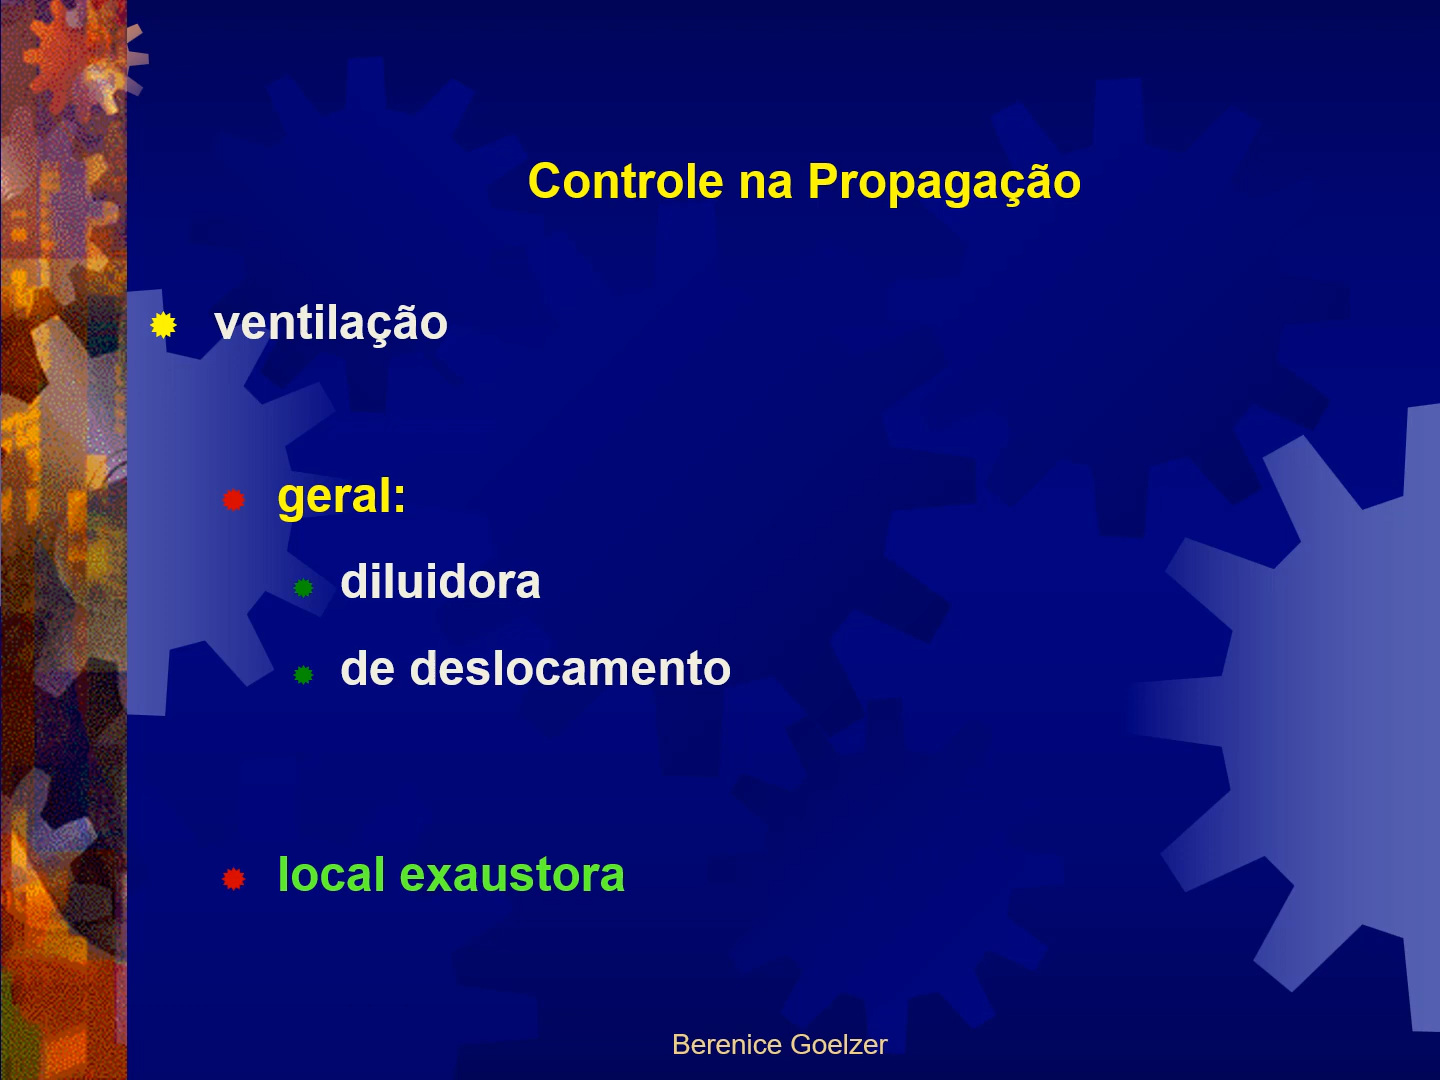 Controle na Propagação
ventilação
geral:
diluidora
de deslocamento
local exaustora
Berenice Goelzer